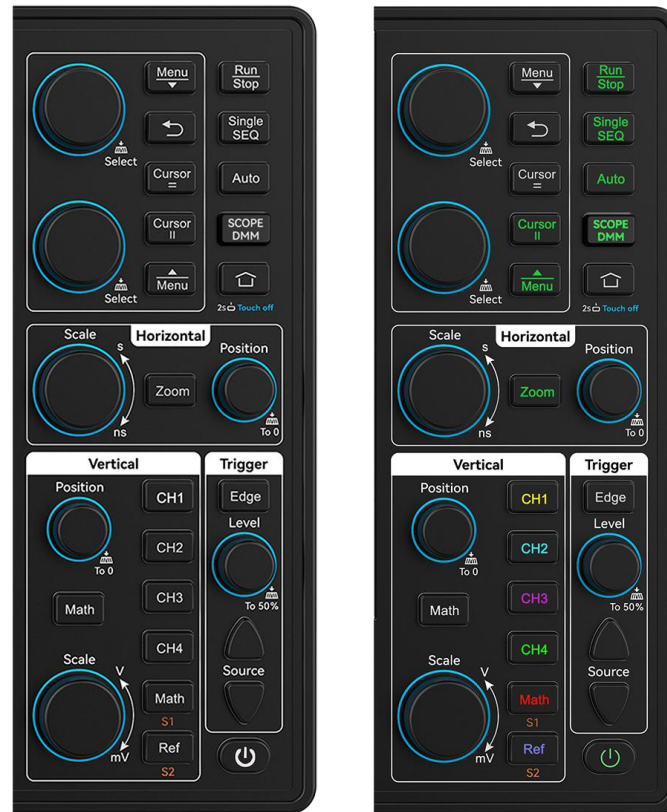 Menu
Run
Stop
Single
SEQ
Select
Cursor
=
Auto
Cursor
II
SCOPE
DMM
Select
Menu
2s Touch off
Scale
Horizontal
s
Position
Zoom
ns
To 0
Vertical
Trigger
Position
CH1
Edge
Level
CH2
To 0
CH3
Math
To 50%
CH4
Scale
V
Source
Math
S1
mV
Ref
S2
Menu
Run
Stop
Single
SEQ
Select
Cursor
=
Auto
Cursor
II
SCOPE
DMM
Select
Menu
2s Touch off
Scale
Horizontal
s
Position
Zoom
ns
To 0
Vertical
Trigger
Position
CH1
Edge
Level
CH2
To 0
CH3
Math
To 50%
CH4
Scale
V
Source
Math
S1
mV
Ref
S2